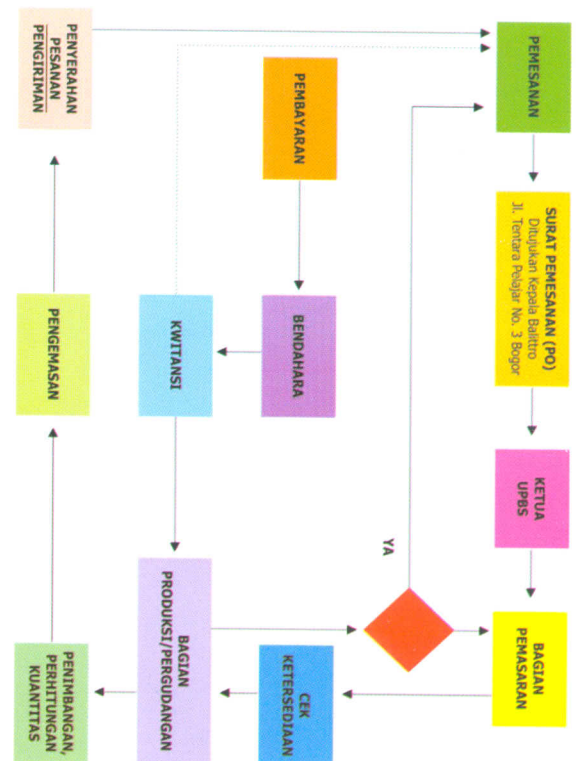 PEMESANAN
SURAT PEMESANAN (PO)
Ditujukan Kepala Balittro
Jl. Tentara Pelajar No. 3 Bogor
KETUA
UPBS
BAGIAN
PEMASARAN
YA
PEMBAYARAN
BENDAHARA
CEK
KETERSEDIAAN
KWITANSI
BAGIAN
PRODUKSI/PERGUDANGAN
PENYERAHAN
PESANAN
PENGIRIMAN
PENGEMASAN
PENIMBANGAN,
PERHITUNGAN
KUANTITAS